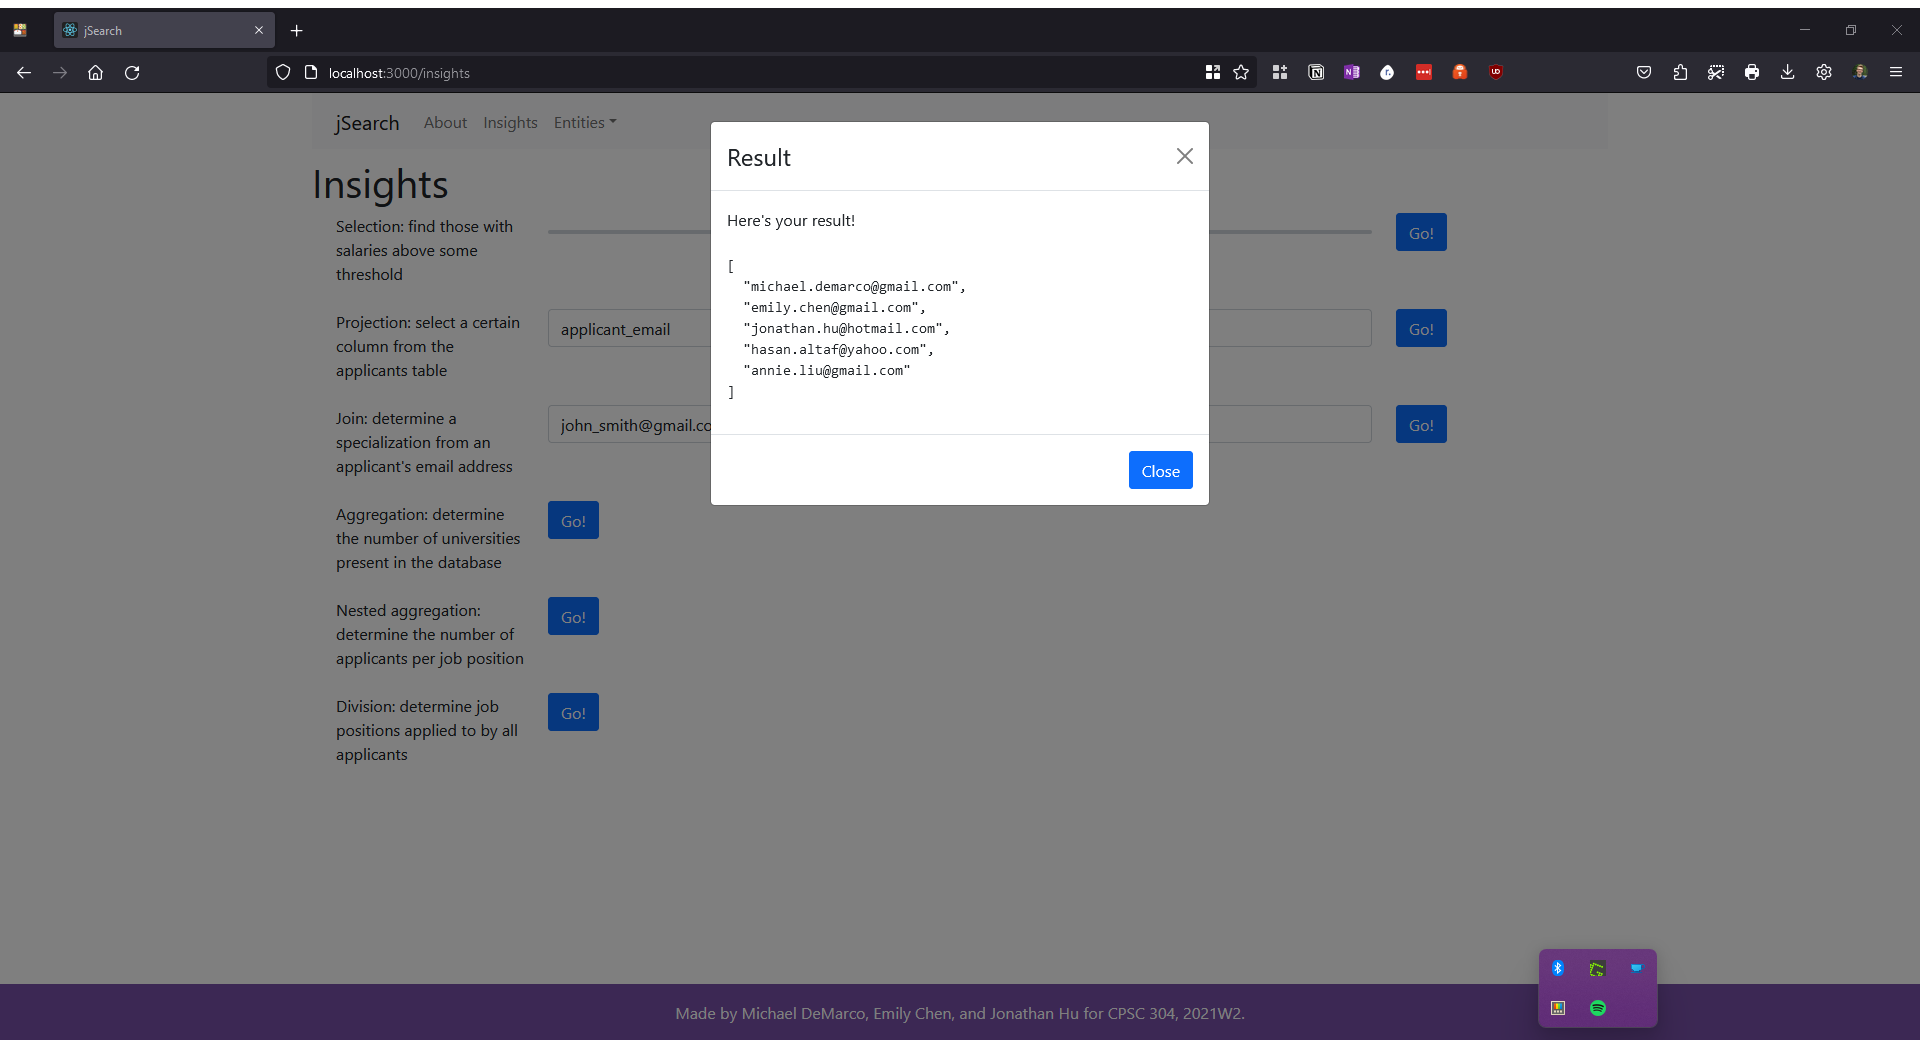 jSearch
localhost:3000/insights
jSearch About Insights Entities
Insights
Selection: find those with
salaries above some
threshold
Go!
Projection: select a certain
column from the
applicants table
applicant_email
Go!
Join: determine a
specialization from an
applicant's email address
john_smith@gmail.co
Go!
Aggregation: determine
the number of universities
present in the database
Go!
Nested aggregation:
determine the number of
applicants per job position
Go!
Division: determine job
positions applied to by all
applicants
Go!
Result
Here's your result!
[
"michael.demarco@gmail.com",
"emily.chen@gmail.com",
"jonathan.hu@hotmail.com",
"hasan.altaf@yahoo.com",
"annie.liu@gmail.com"
]
Close
Made by Michael DeMarco, Emily Chen, and Jonathan Hu for CPSC 304, 2021W2.